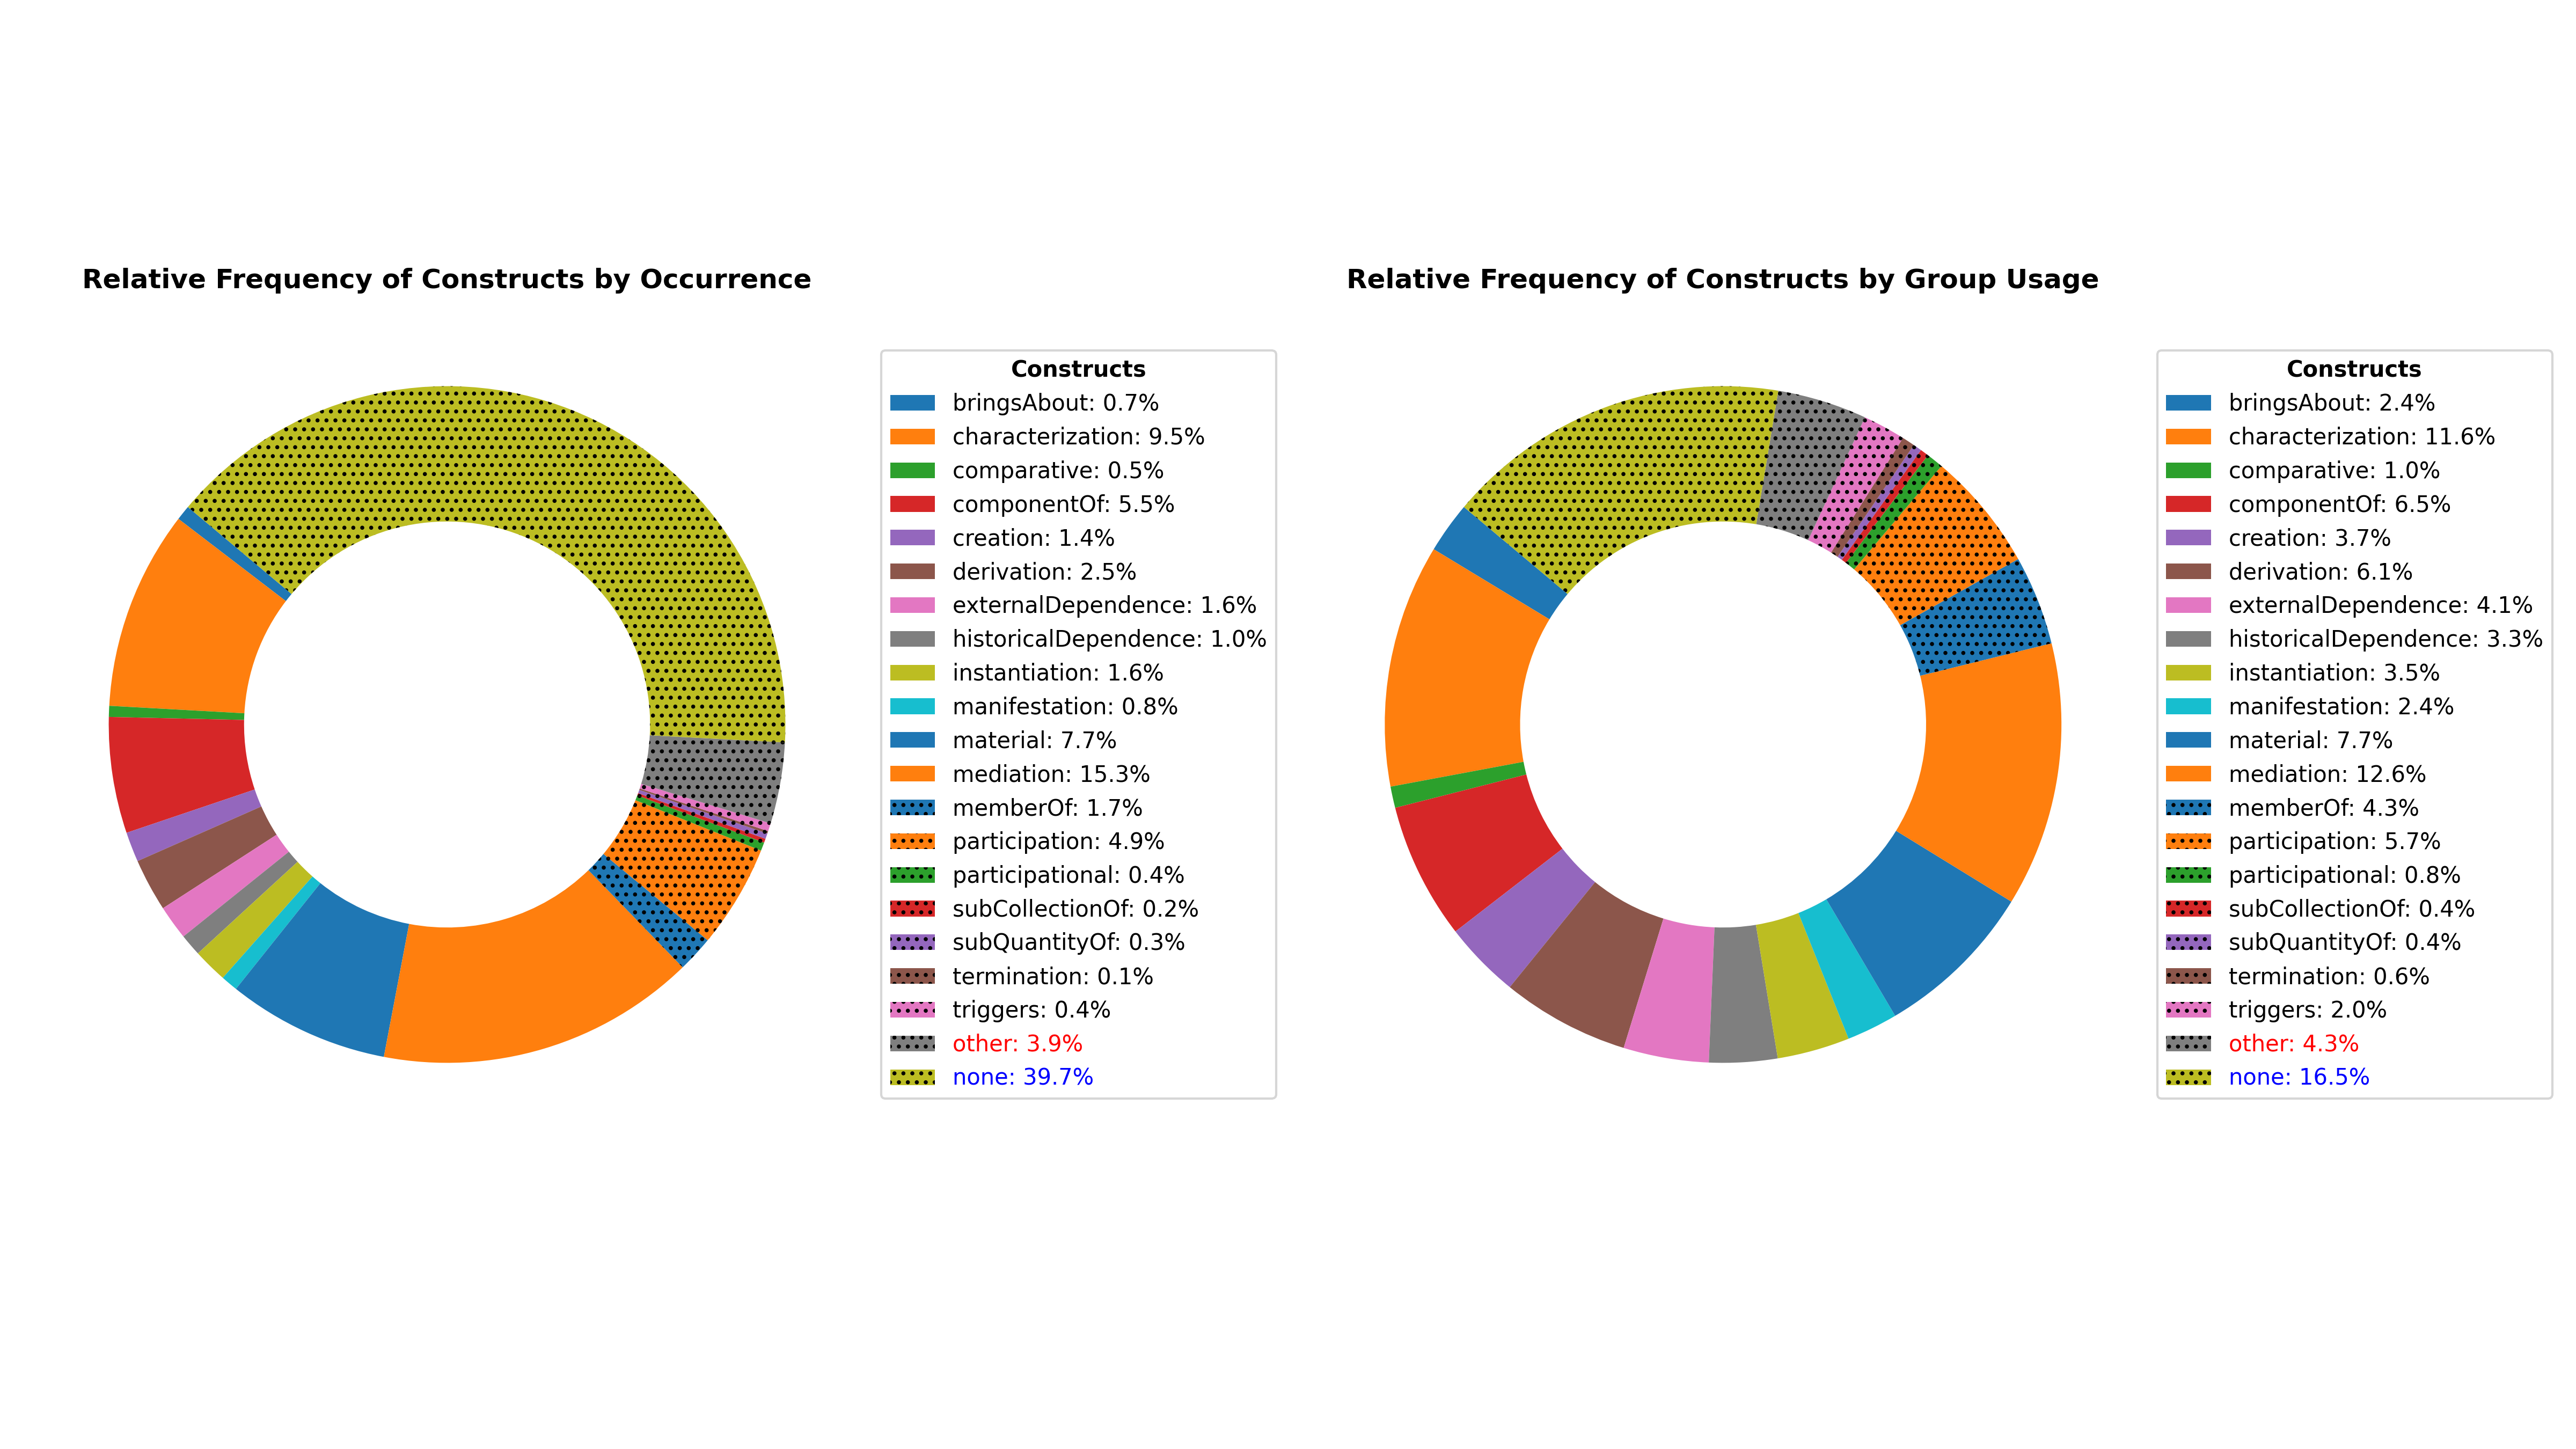 Relative Frequency of Constructs by Occurrence
Constructs
bringsAbout: 0.7%
characterization: 9.5%
comparative: 0.5%
componentOf: 5.5%
creation: 1.4%
derivation: 2.5%
externalDependence: 1.6%
historicalDependence: 1.0%
instantiation: 1.6%
manifestation: 0.8%
material: 7.7%
mediation: 15.3%
memberOf: 1.7%
participation: 4.9%
participational: 0.4%
subCollectionOf: 0.2%
subQuantityOf: 0.3%
termination: 0.1%
triggers: 0.4%
other: 3.9%
none: 39.7%
Relative Frequency of Constructs by Group Usage
Constructs
bringsAbout: 2.4%
characterization: 11.6%
comparative: 1.0%
componentOf: 6.5%
creation: 3.7%
derivation: 6.1%
externalDependence: 4.1%
historicalDependence: 3.3%
instantiation: 3.5%
manifestation: 2.4%
material: 7.7%
mediation: 12.6%
memberOf: 4.3%
participation: 5.7%
participational: 0.8%
subCollectionOf: 0.4%
subQuantityOf: 0.4%
termination: 0.6%
triggers: 2.0%
other: 4.3%
none: 16.5%